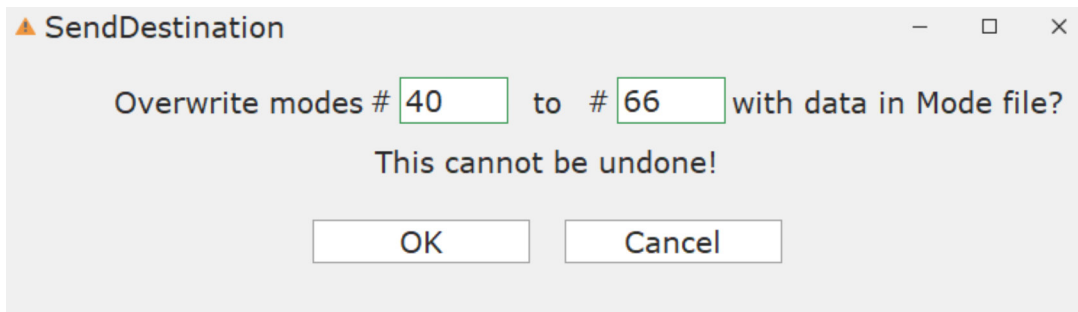 SendDestination
Overwrite modes # 40 to # 66 with data in Mode file?
This cannot be undone!
OK Cancel